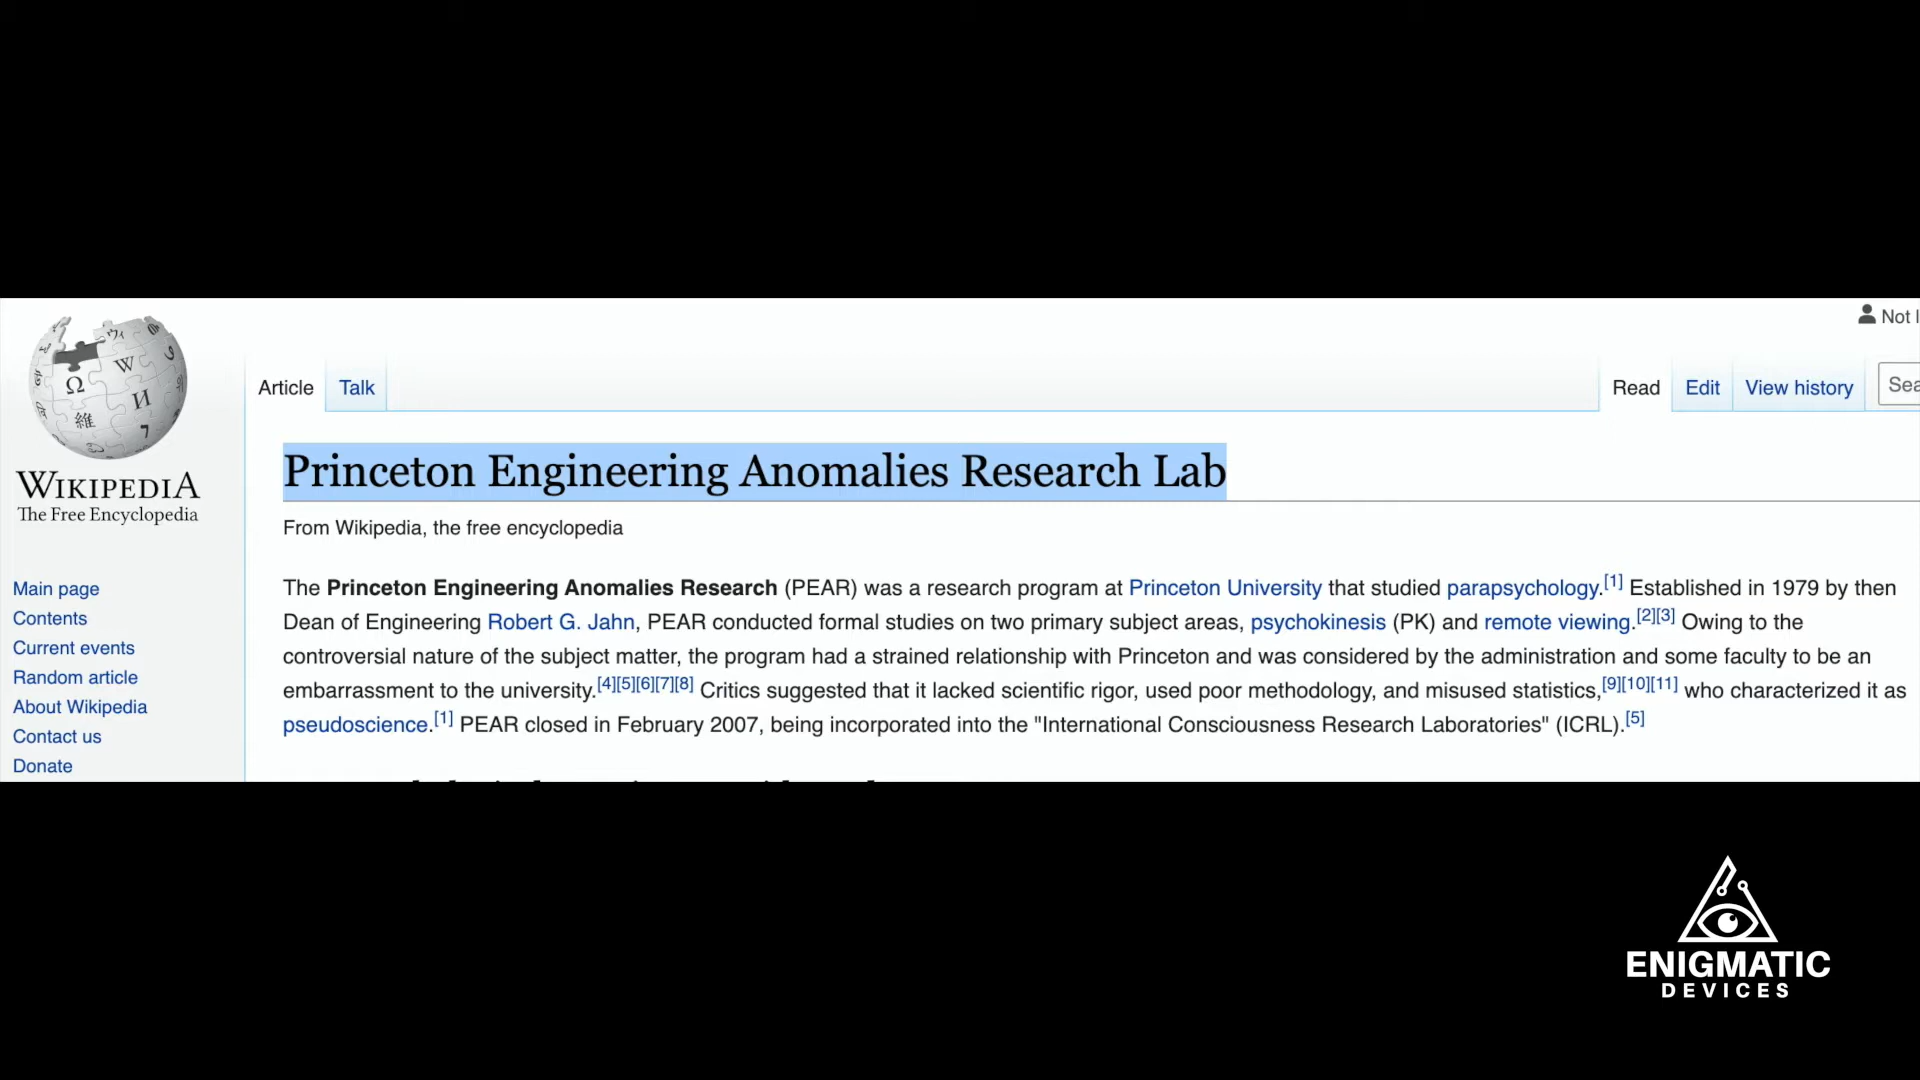 Not
Article Talk Read Edit View history Sea
WIKIPEDIA
The Free Encyclopedia
Princeton Engineering Anomalies Research Lab
From Wikipedia, the free encyclopedia
The Princeton Engineering Anomalies Research (PEAR) was a research program at Princeton University that studied parapsychology.[1] Established in 1979 by then
Dean of Engineering Robert G. Jahn, PEAR conducted formal studies on two primary subject areas, psychokinesis (PK) and remote viewing.[2][3] Owing to the
controversial nature of the subject matter, the program had a strained relationship with Princeton and was considered by the administration and some faculty to be an
embarrassment to the university.[4][5][6][7][8] Critics suggested that it lacked scientific rigor, used poor methodology, and misused statistics,[9][10][11] who characterized it as
pseudoscience.[1] PEAR closed in February 2007, being incorporated into the "International Consciousness Research Laboratories" (ICRL).[5]
Main page
Contents
Current events
Random article
About Wikipedia
Contact us
Donate
ENIGMATIC
DEVICES